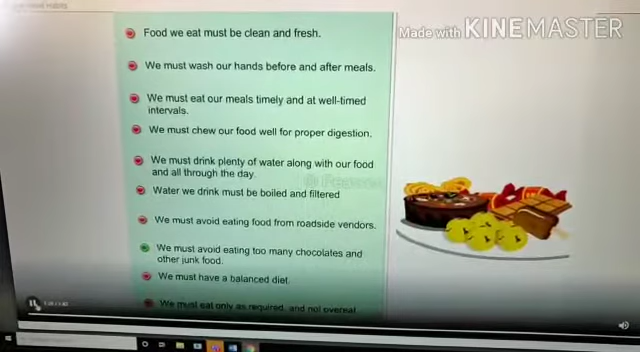 Made with KINEMASTER
Food we eat must be clean and fresh.
We must wash our hands before and after meals.
We must eat our meals timely and at well-timed
intervals.
We must chew our food well for proper digestion.
We must drink plenty of water along with our food
and all through the day.
Water we drink must be boiled and filtered
We must avoid eating food from roadside vendors.
We must avoid eating too many chocolates and
other junk food.
We must have a balanced diet.
We must eat only as required, and not overeat